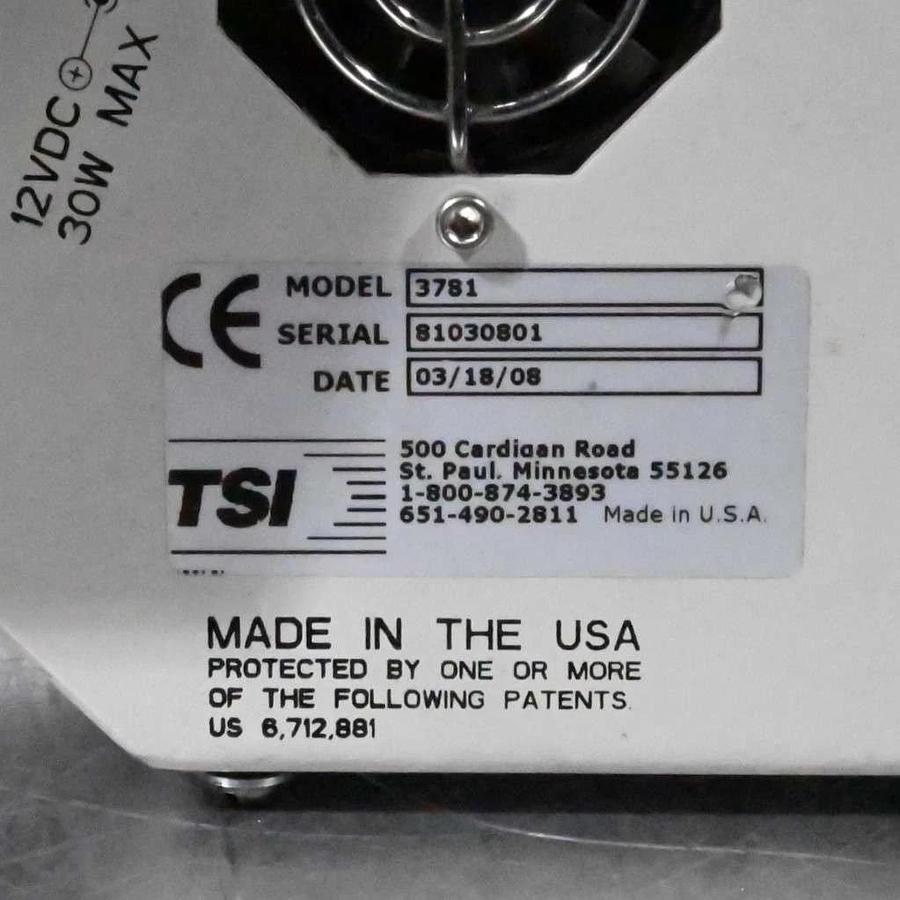 12VDC
30W MAX
CE
MODEL 3781
SERIAL 81030801
DATE 03/18/08
TSI
500 Cardigan Road
St. Paul, Minnesota 55126
1-800-874-3893
651-490-2811 Made in U.S.A.
MADE IN THE USA
PROTECTED BY ONE OR MORE
OF THE FOLLOWING PATENTS.
US 6,712,881